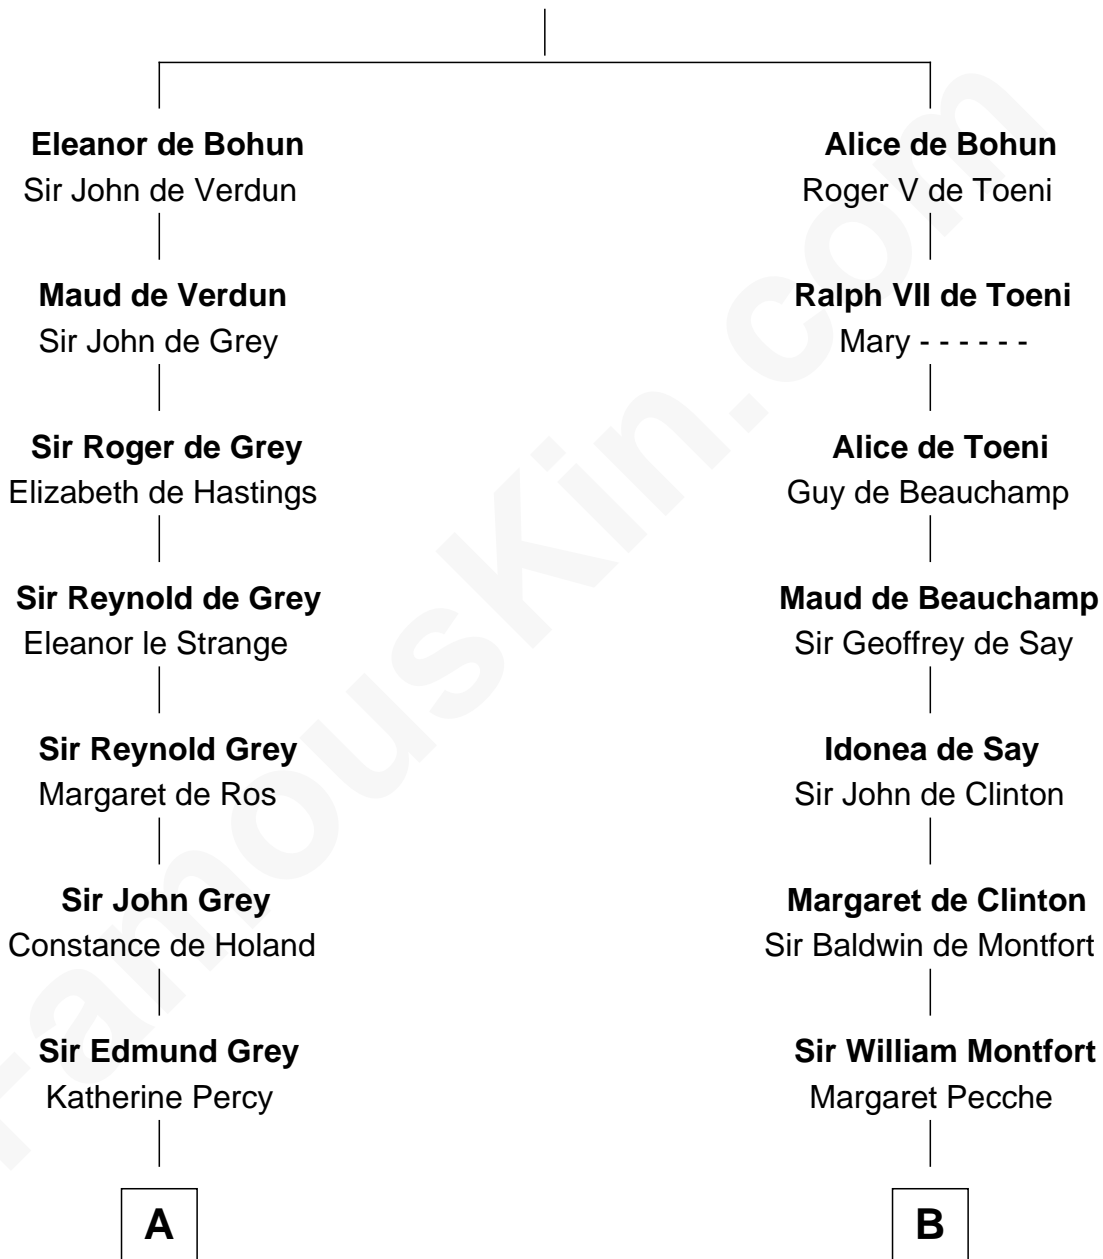 Eleanor de Bohun
Sir John de Verdun
Maud de Verdun
Sir John de Grey
Sir Roger de Grey
Elizabeth de Hastings
Sir Reynold de Grey
Eleanor le Strange
Sir Reynold Grey
Margaret de Ros
Sir John Grey
Constance de Holand
Sir Edmund Grey
Katherine Percy
A
Alice de Bohun
Roger V de Toeni
Ralph VII de Toeni
Mary - - - - - -
Alice de Toeni
Guy de Beauchamp
Maud de Beauchamp
Sir Geoffrey de Say
Idonea de Say
Sir John de Clinton
Margaret de Clinton
Sir Baldwin de Montfort
Sir William Montfort
Margaret Pecche
B
FamousKin.com